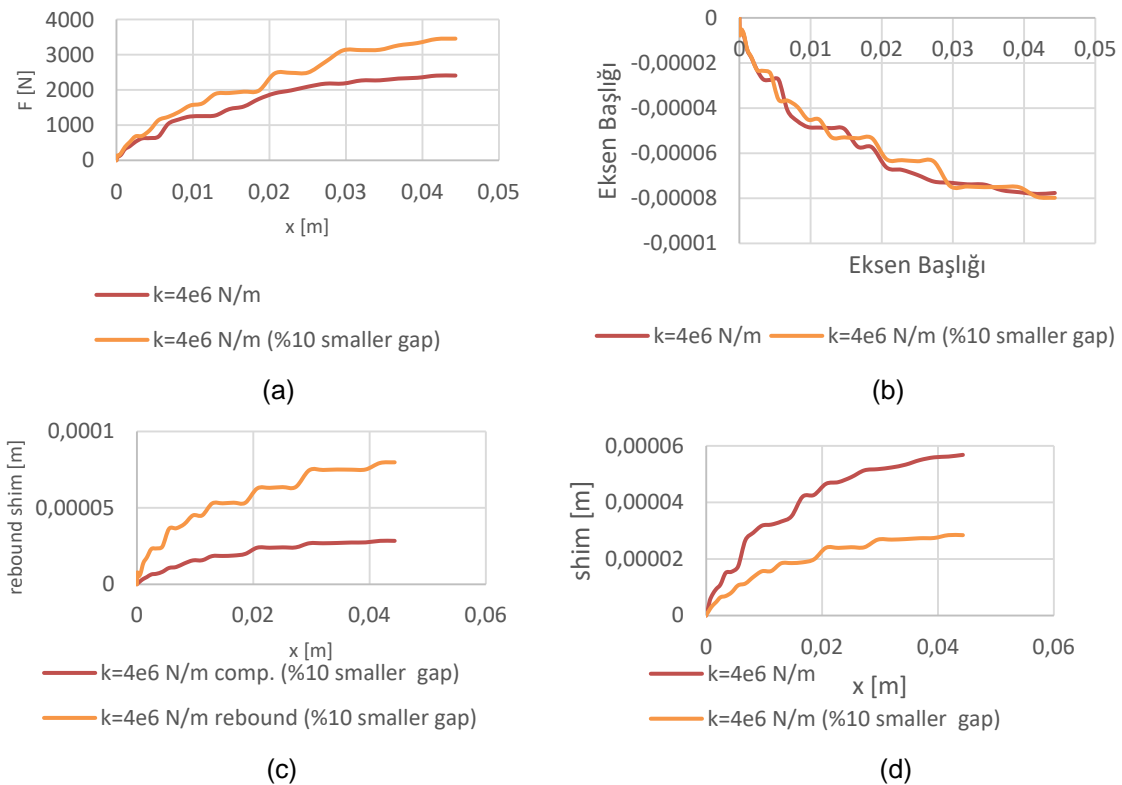 4000
3000
2000
1000
0
F [N]
0 0,01 0,02 0,03 0,04 0,05
x [m]
k=4e6 N/m
k=4e6 N/m (%10 smaller gap)
(a)
0
-0,00002
-0,00004
-0,00006
-0,00008
-0,0001
Eksen Başlığı
0 0,01 0,02 0,03 0,04 0,05
Eksen Başlığı
k=4e6 N/m k=4e6 N/m (%10 smaller gap)
(b)
0,0001
0,00005
0
rebound shim [m]
0 0,02 0,04 0,06
x [m]
k=4e6 N/m comp. (%10 smaller gap)
k=4e6 N/m rebound (%10 smaller gap)
(c)
0,00006
0,00004
0,00002
0
shim [m]
0 0,02 0,04 0,06
x [m]
k=4e6 N/m
k=4e6 N/m (%10 smaller gap)
(d)